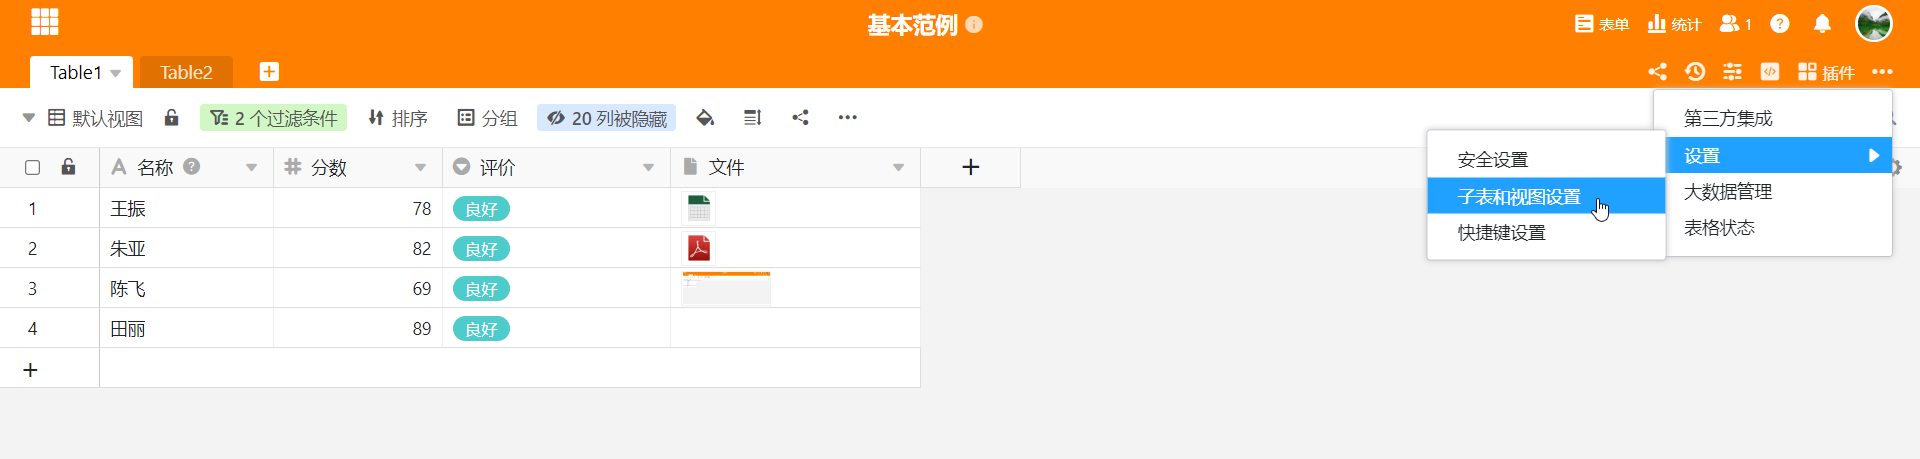 基本范例
表单
统计
1
Table1
Table2
插件
默认视图
2 个过滤条件
排序
分组
20 列被隐藏
第三方集成
设置
大数据管理
表格状态
安全设置
子表和视图设置
快捷键设置
名称
分数
评价
文件
1 王振 78 良好
2 朱亚 82 良好
3 陈飞 69 良好
4 田丽 89 良好